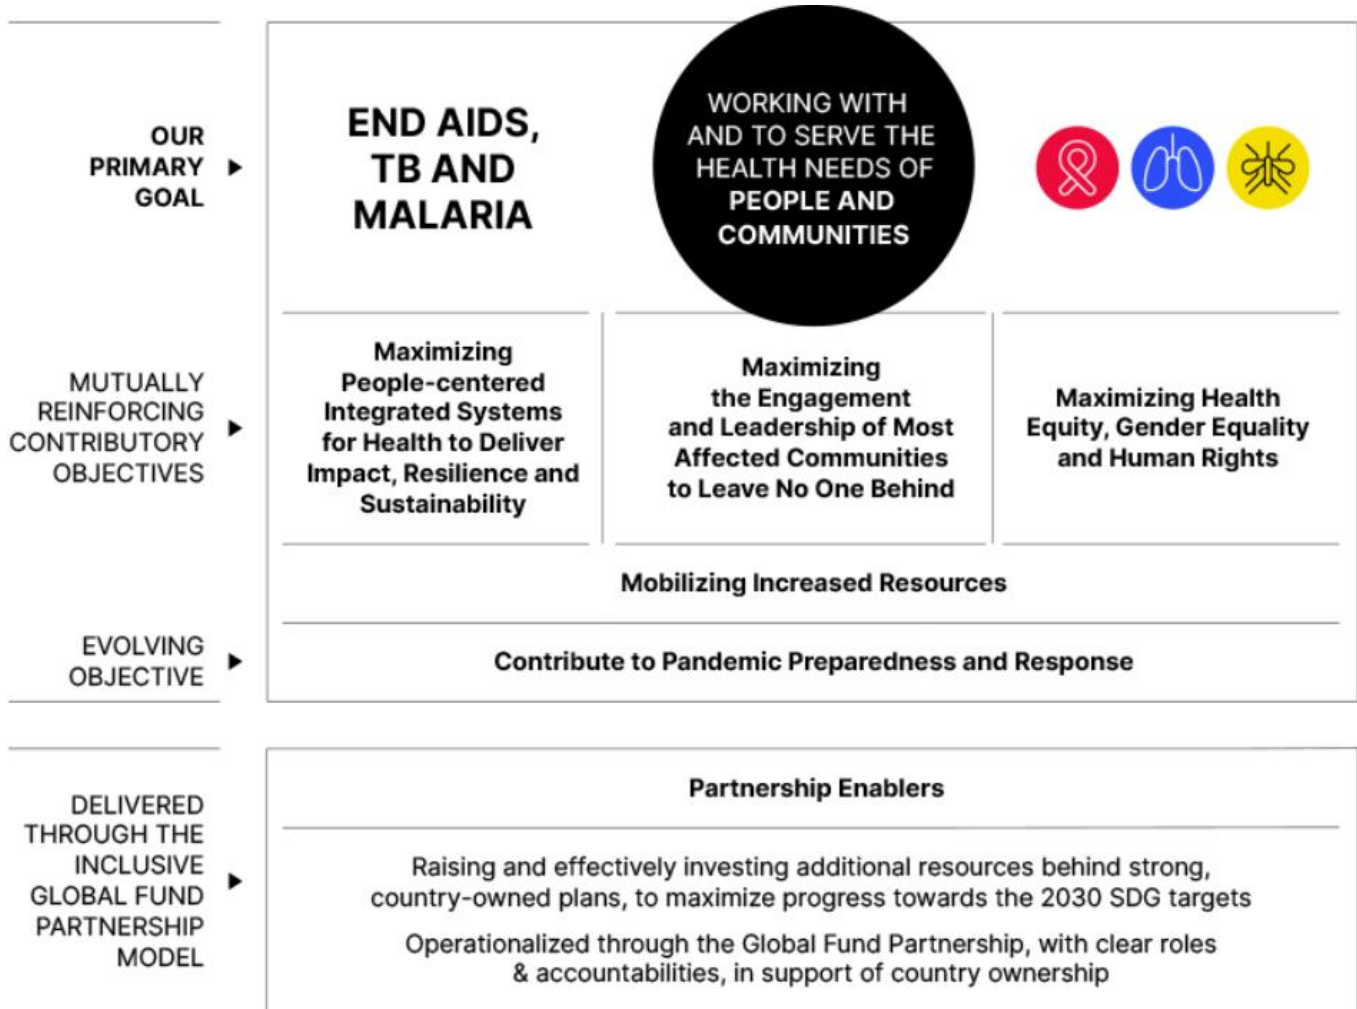 OUR
PRIMARY
GOAL
END AIDS,
TB AND
MALARIA
WORKING WITH
AND TO SERVE THE
HEALTH NEEDS OF
PEOPLE AND
COMMUNITIES
MUTUALLY
REINFORCING
CONTRIBUTORY
OBJECTIVES
Maximizing
People-centered
Integrated Systems
for Health to Deliver
Impact, Resilience and
Sustainability
Maximizing
the Engagement
and Leadership of Most
Affected Communities
to Leave No One Behind
Maximizing Health
Equity, Gender Equality
and Human Rights
Mobilizing Increased Resources
EVOLVING
OBJECTIVE
Contribute to Pandemic Preparedness and Response
DELIVERED
THROUGH THE
INCLUSIVE
GLOBAL FUND
PARTNERSHIP
MODEL
Partnership Enablers
Raising and effectively investing additional resources behind strong,
country-owned plans, to maximize progress towards the 2030 SDG targets
Operationalized through the Global Fund Partnership, with clear roles
& accountabilities, in support of country ownership